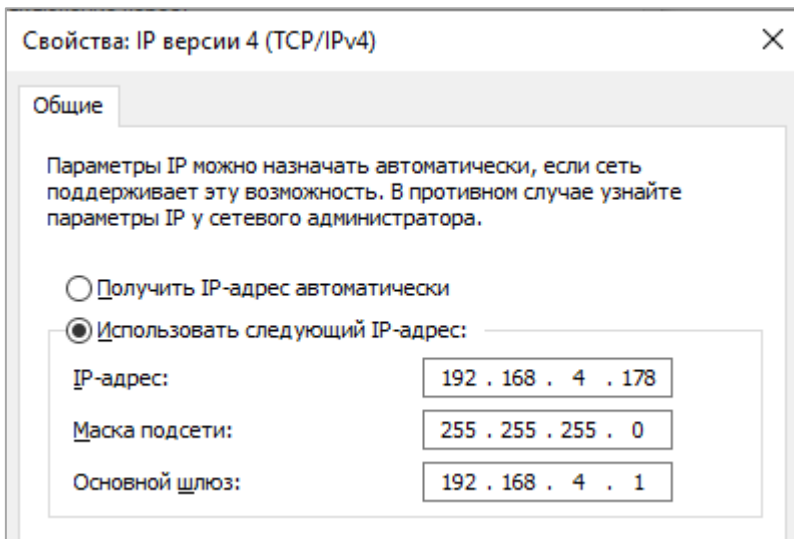 Свойства: IP версии 4 (TCP/IPv4)
Общие
Параметры IP можно назначать автоматически, если сеть
поддерживает эту возможность. В противном случае узнайте
параметры IP у сетевого администратора.
Получить IP-адрес автоматически
Использовать следующий IP-адрес:
IP-адрес: 192 . 168 . 4 . 178
Маска подсети: 255 . 255 . 255 . 0
Основной шлюз: 192 . 168 . 4 . 1